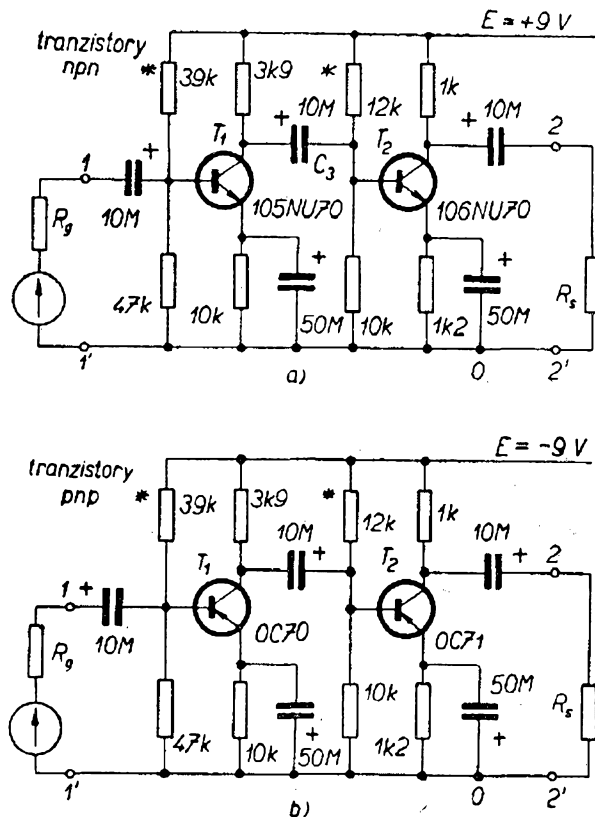 E = +9 V
tranzistory
npn
* 39k
3k9
10M
* 12k
1k
10M
2
T1
C3
T2
1
+
+
+
105NU70
106NU70
Rg
10M
+
+
47k
10k
50M
10k
1k2
50M
Rs
1'
a)
0
2'
E = -9 V
tranzistory
pnp
* 39k
3k9
10M
+
* 12k
1k
10M
+
2
1
+
T1
T2
OC70
OC71
Rg
10M
10k
50M
Rs
47k
10k
+
50M
1k2
+
1'
b)
0
2'